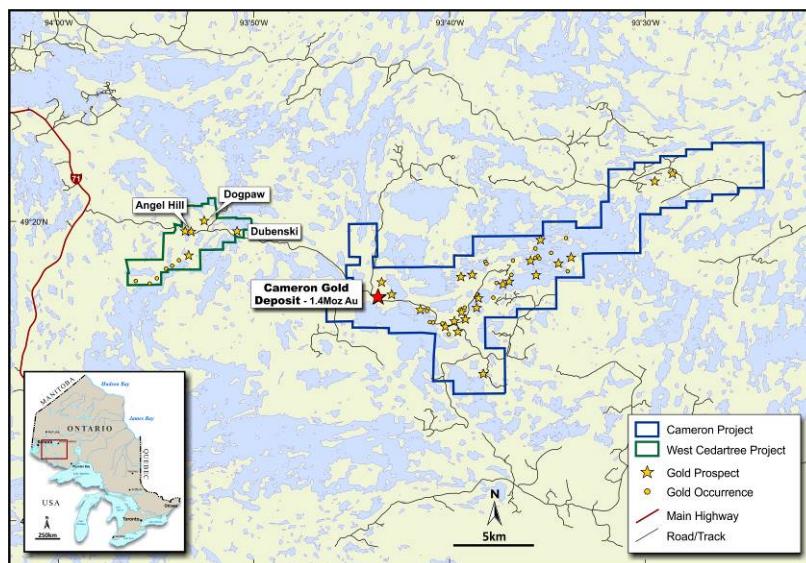 94°00'W
93°50'W
93°40'W
93°30'W
71
49°20'N
Angel Hill
Dogpaw
Dubenski
Cameron Gold
Deposit - 1.4Moz Au
MANITOBA
Hudson Bay
James Bay
ONTARIO
QUEBEC
USA
Toronto
Ottawa
N
250km
N
5km
Cameron Project
West Cedartree Project
Gold Prospect
Gold Occurrence
Main Highway
Road/Track